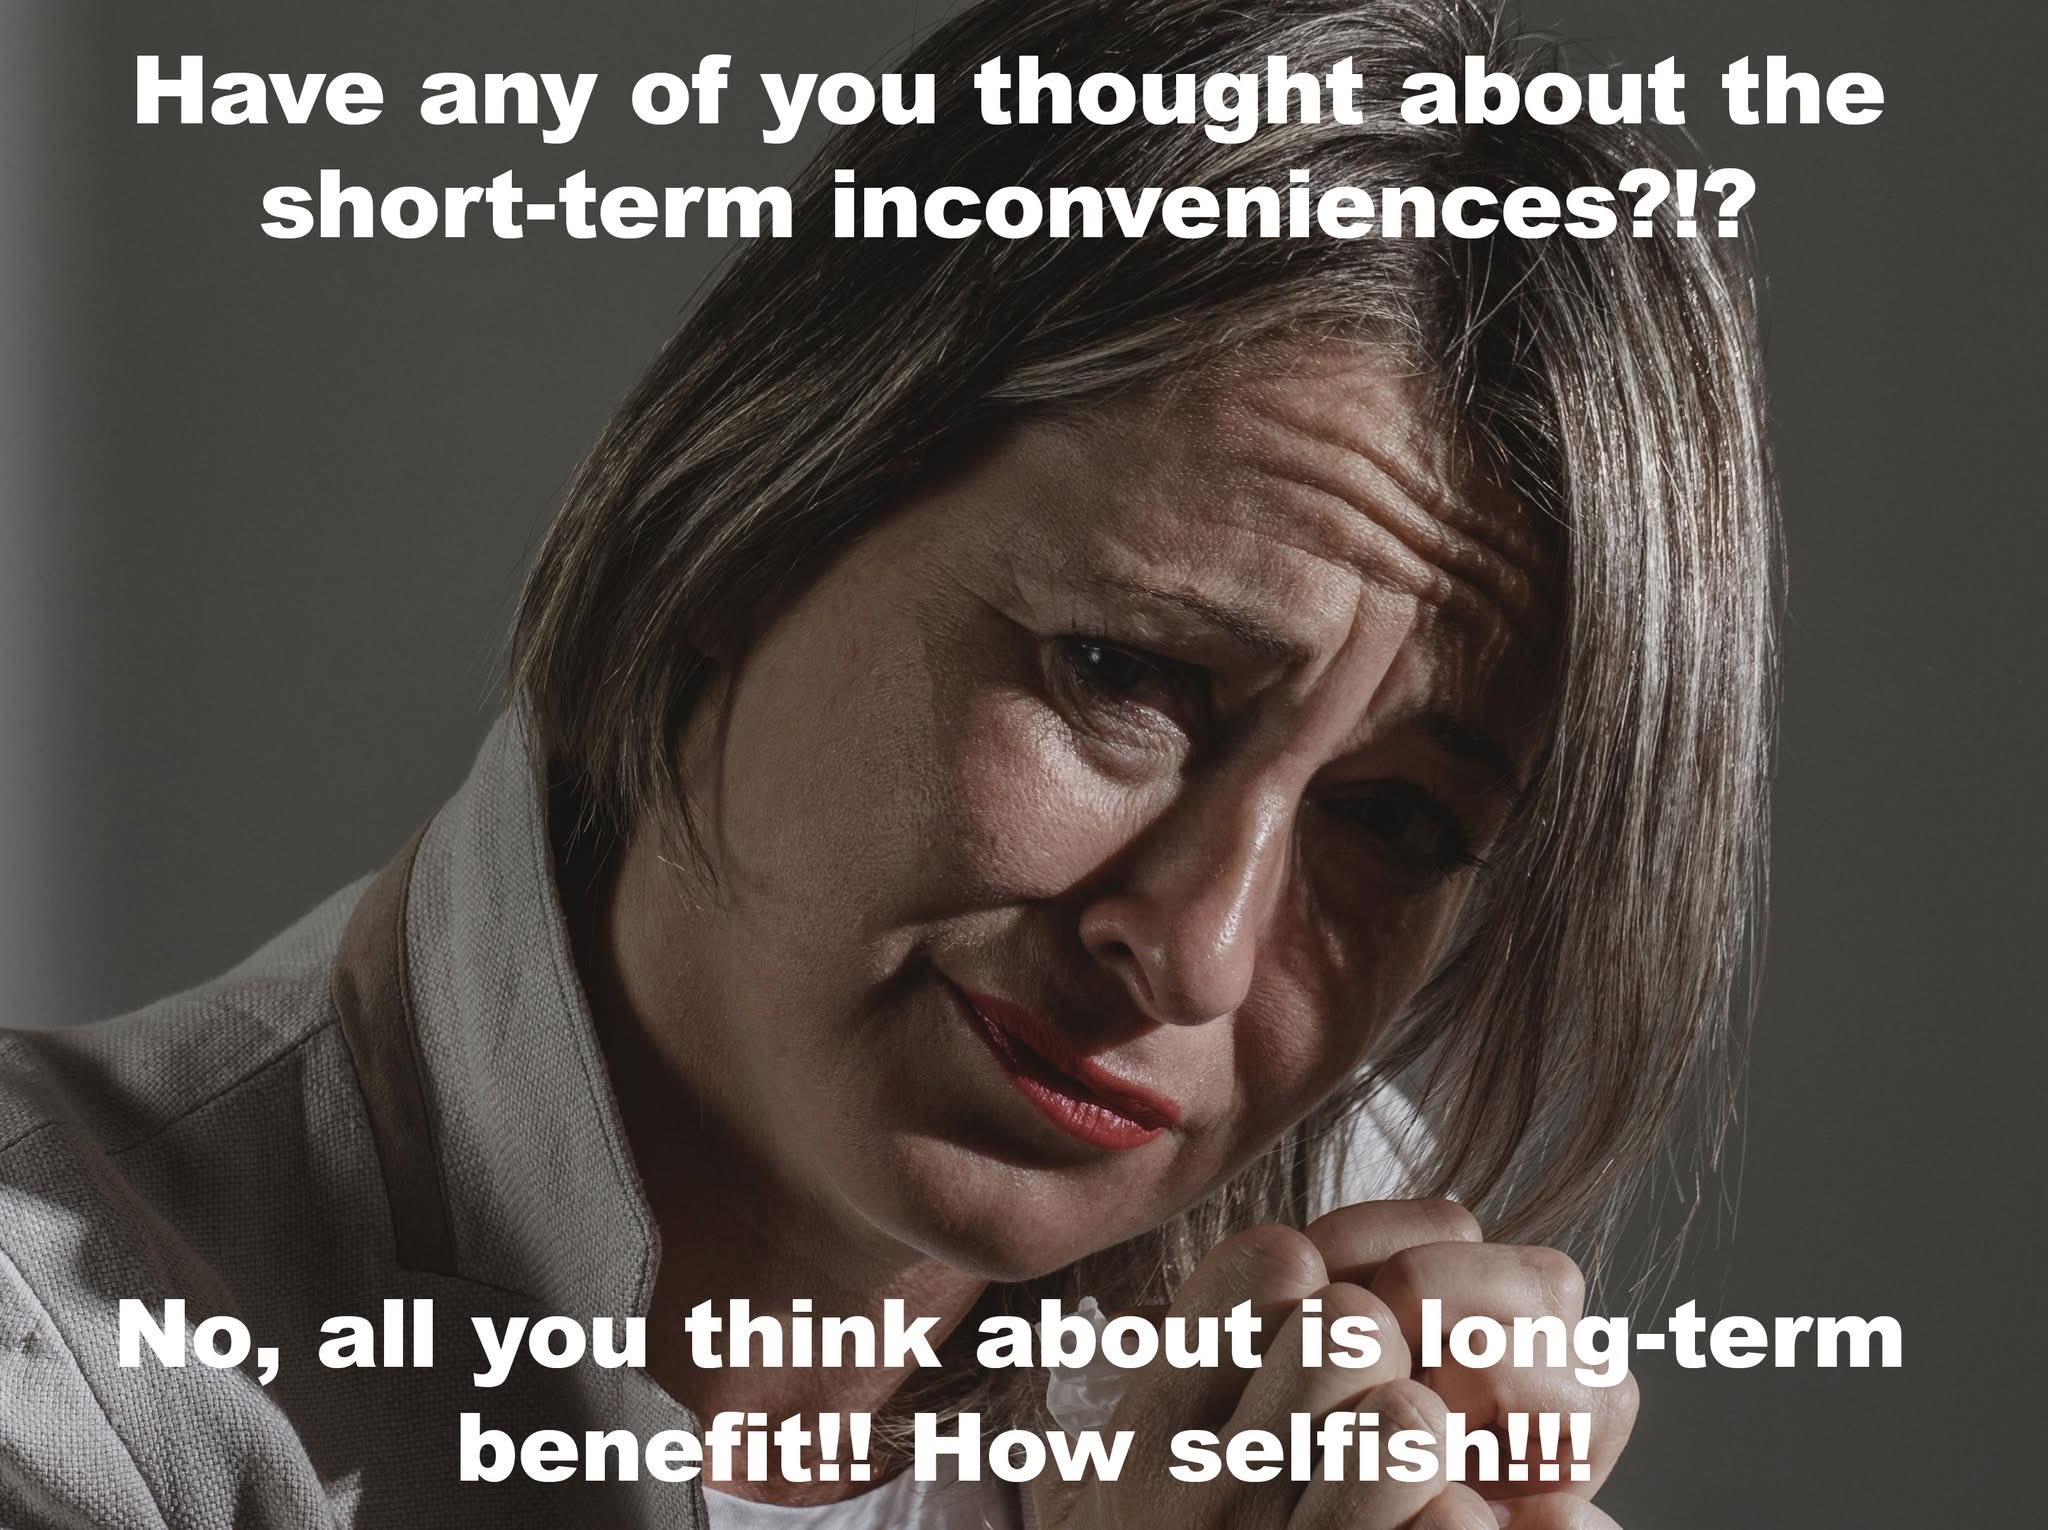 Have any of you thought about the
short-term inconveniences?!?
No, all you think about is long-term
benefit!! How selfish!!!